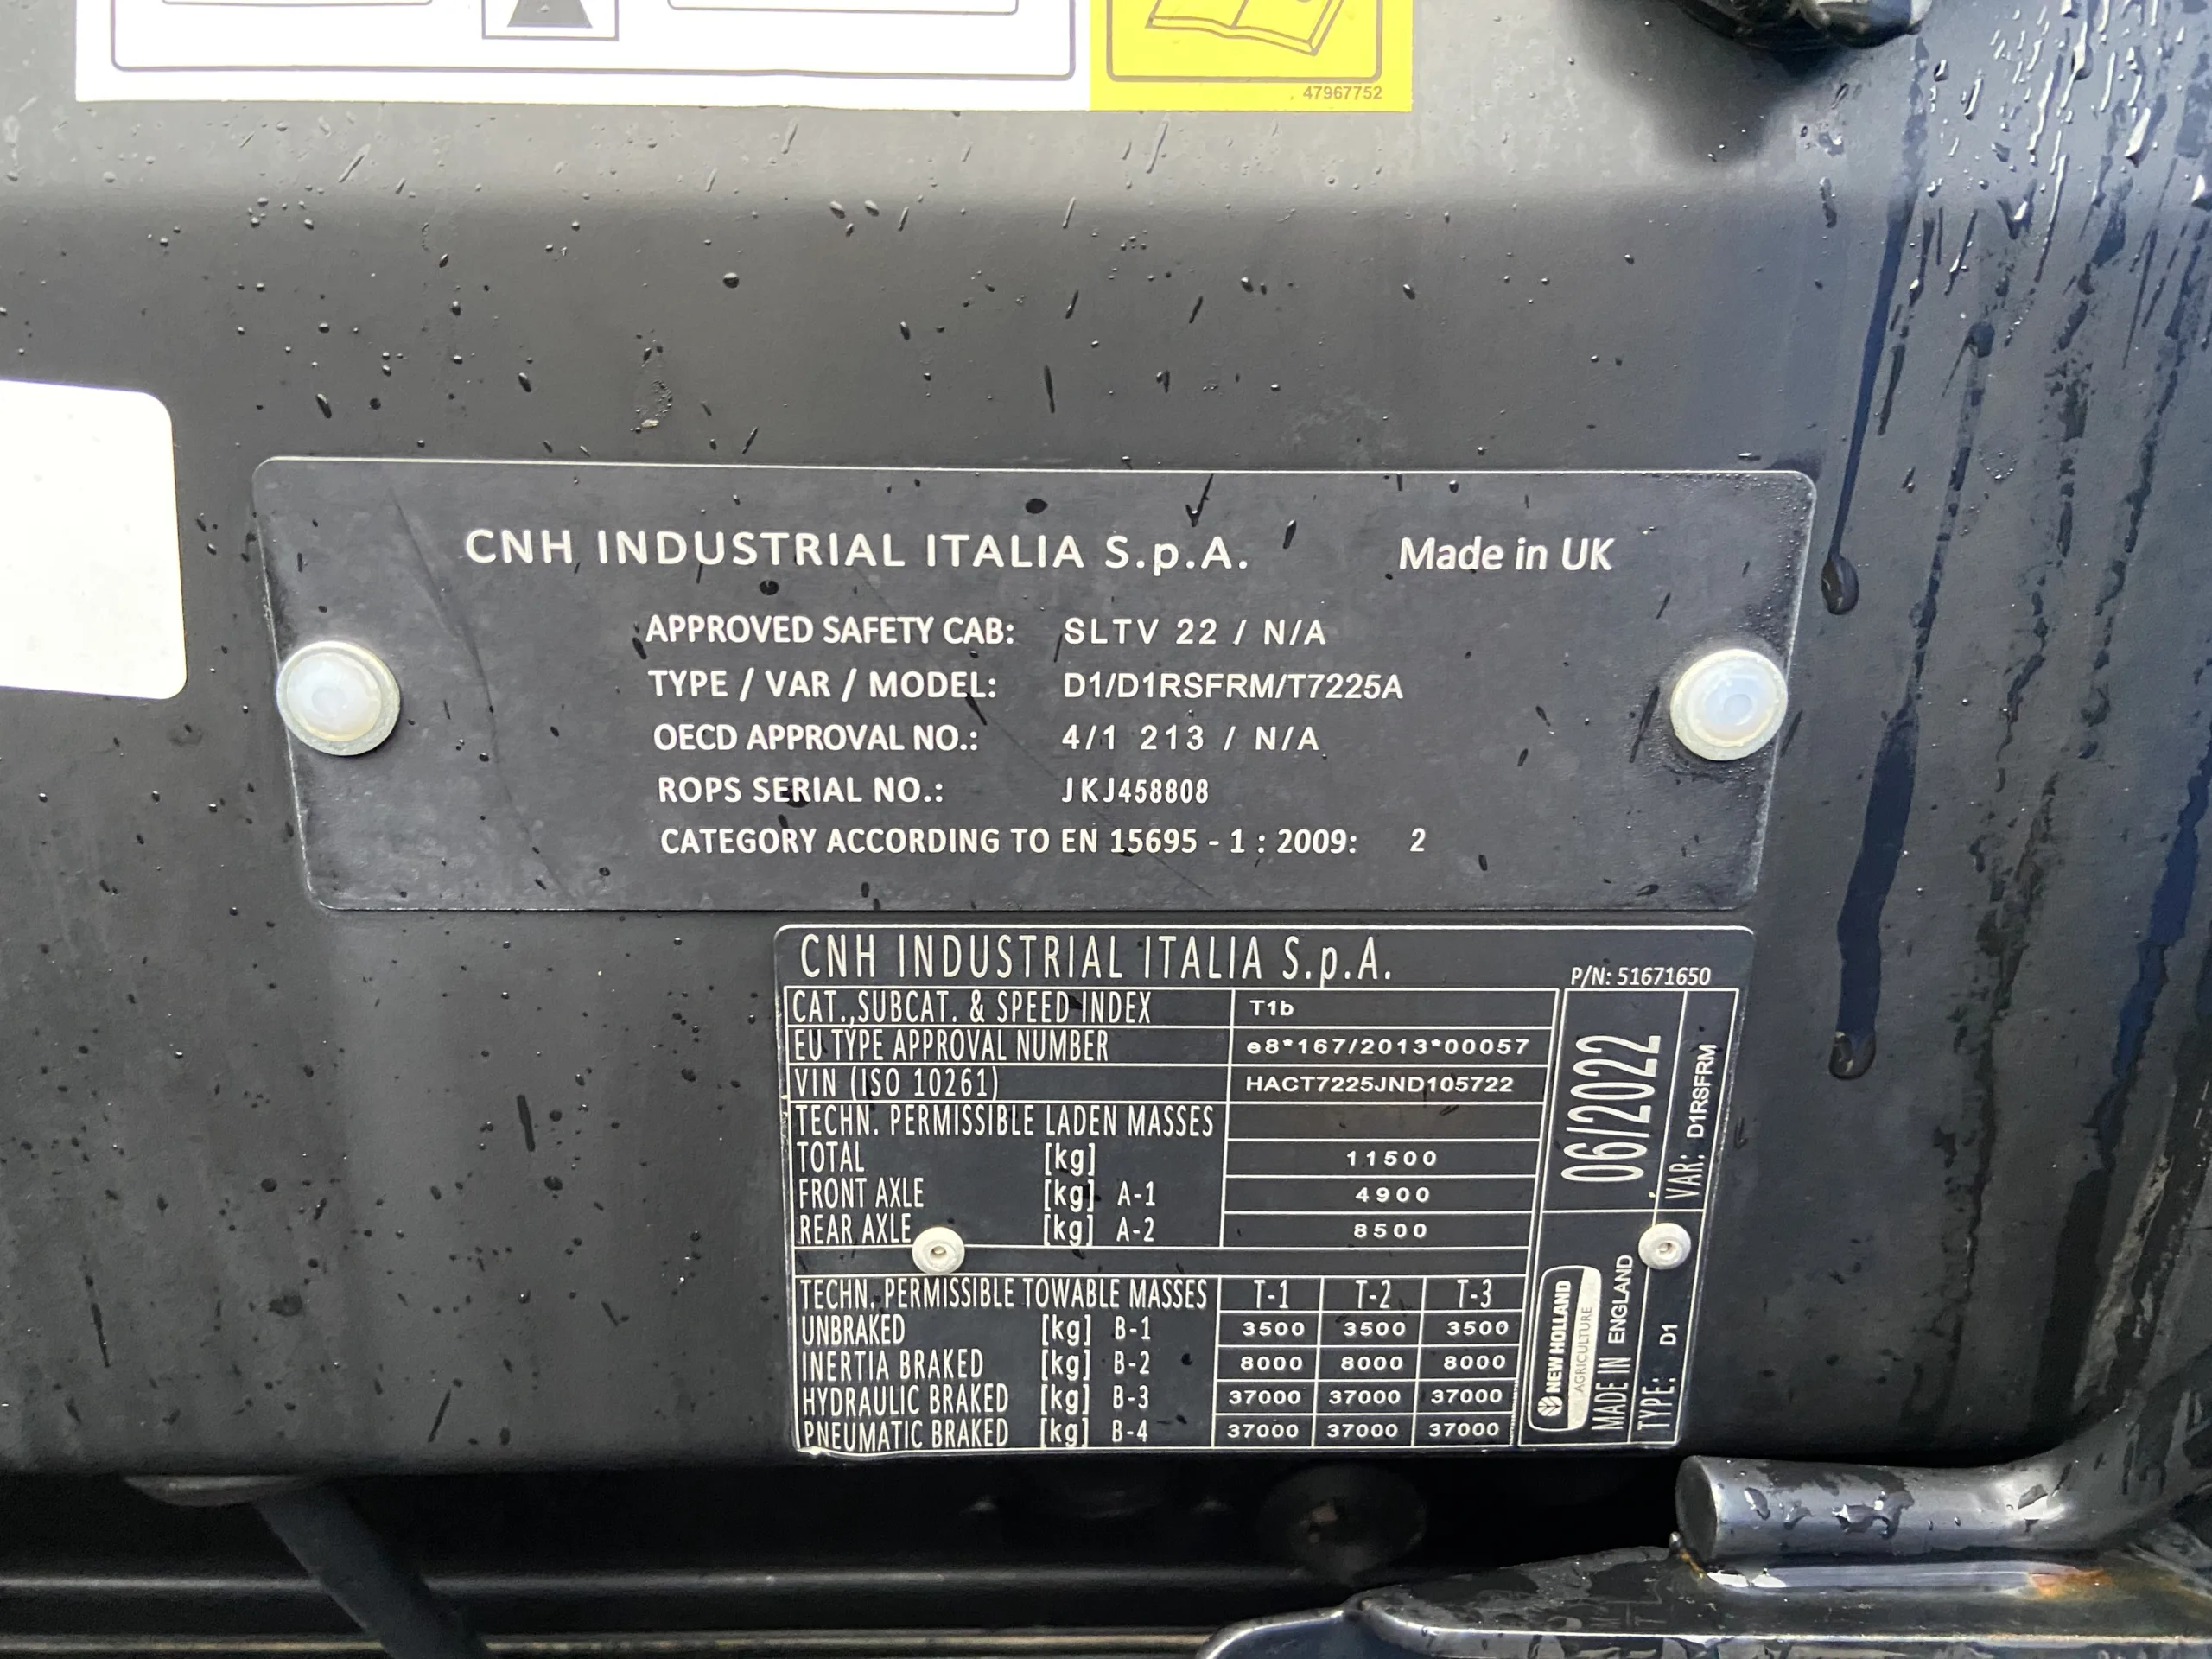 47967752
CNH INDUSTRIAL ITALIA S.p.A. Made in UK
APPROVED SAFETY CAB: SLTV 22 / N/A
TYPE / VAR / MODEL: D1/D1RSFRM/T7225A
OECD APPROVAL NO.: 4/1 213 / N/A
ROPS SERIAL NO.: JKJ458808
CATEGORY ACCORDING TO EN 15695 - 1 : 2009: 2
CNH INDUSTRIAL ITALIA S.p.A. P/N: 51671650
CAT.,SUBCAT. & SPEED INDEX T1b
EU TYPE APPROVAL NUMBER e8*167/2013*00057
VIN (ISO 10261) HACT7225JND105722
TECHN. PERMISSIBLE LADEN MASSES
TOTAL [kg] 11500
FRONT AXLE [kg] A-1 4900
REAR AXLE [kg] A-2 8500
TECHN. PERMISSIBLE TOWABLE MASSES T-1 T-2 T-3
UNBRAKED [kg] B-1 3500 3500 3500
INERTIA BRAKED [kg] B-2 8000 8000 8000
HYDRAULIC BRAKED [kg] B-3 37000 37000 37000
PNEUMATIC BRAKED [kg] B-4 37000 37000 37000
06/2022
VAR: D1RSFRM
NEW HOLLAND
AGRICULTURE
MADE IN ENGLAND
TYPE: D1